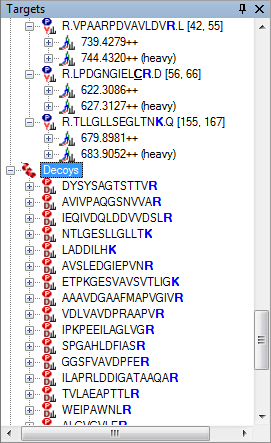 Targets
R.VPAARPDVAVLDVR.L [42, 55]
739.4279++
744.4320++ (heavy)
R.LPDGNGIELCR.D [56, 66]
622.3086++
627.3127++ (heavy)
R.TLLGLLSEGLTNK.Q [155, 167]
679.8981++
683.9052++ (heavy)
Decoys
DYSYSAGTSTTVR
AVIVPAQGSNVVAR
IEQIVDQLDDVVDSLR
NTLGESLLGLLTK
LADDILHK
AVSLEDGIEPVNR
ETPKGESVAVSVTLIGK
AAAVDGAAFMAPVGIVR
VDLVAVDPRAAPVR
IPKPEEILAGLVGR
SPGAHLDFIASR
GGSFVAVDPFER
ILAPRLDDIGATAAQAR
TVLAEAPTTLR
WEIPAWNLR